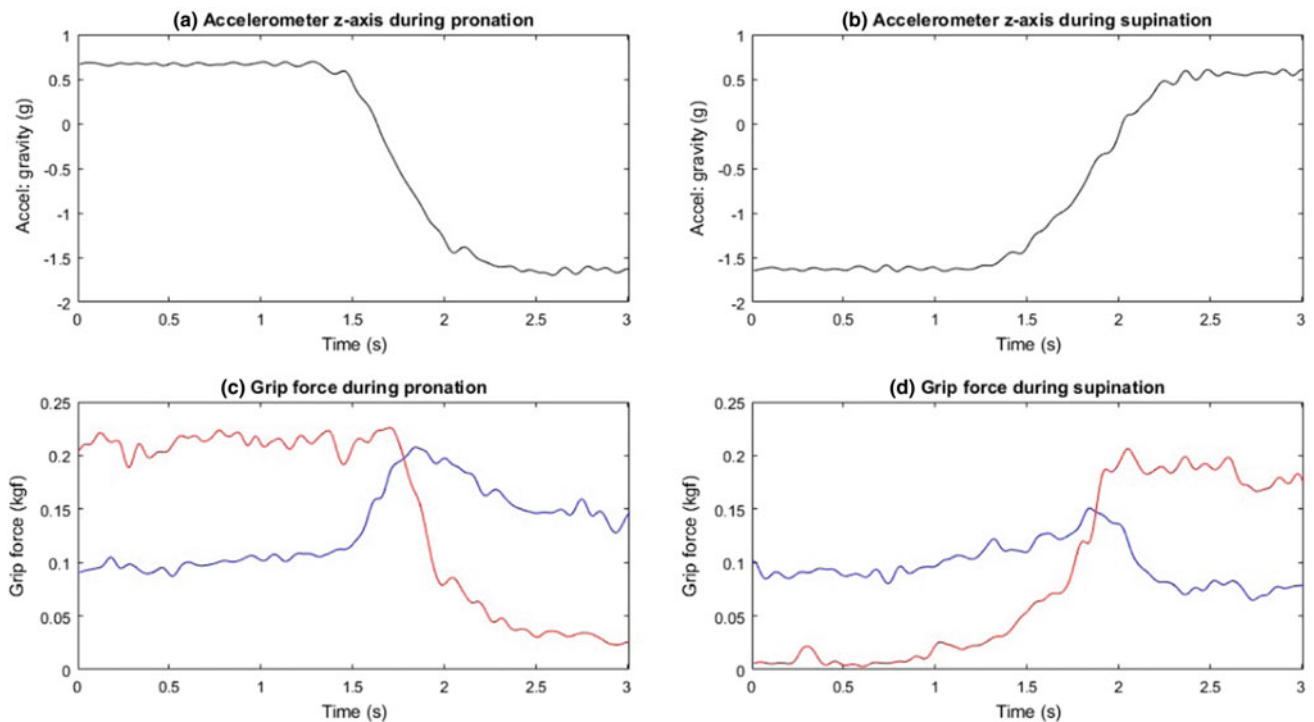 (a) Accelerometer z-axis during pronation
1
0.5
0
-0.5
-1
-1.5
-2
Accel: gravity (g)
0 0.5 1 1.5 2 2.5 3
Time (s)
(b) Accelerometer z-axis during supination
1
0.5
0
-0.5
-1
-1.5
-2
Accel: gravity (g)
0 0.5 1 1.5 2 2.5 3
Time (s)
(c) Grip force during pronation
0.25
0.2
0.15
0.1
0.05
0
Grip force (kgf)
0 0.5 1 1.5 2 2.5 3
Time (s)
(d) Grip force during supination
0.25
0.2
0.15
0.1
0.05
0
Grip force (kgf)
0 0.5 1 1.5 2 2.5 3
Time (s)